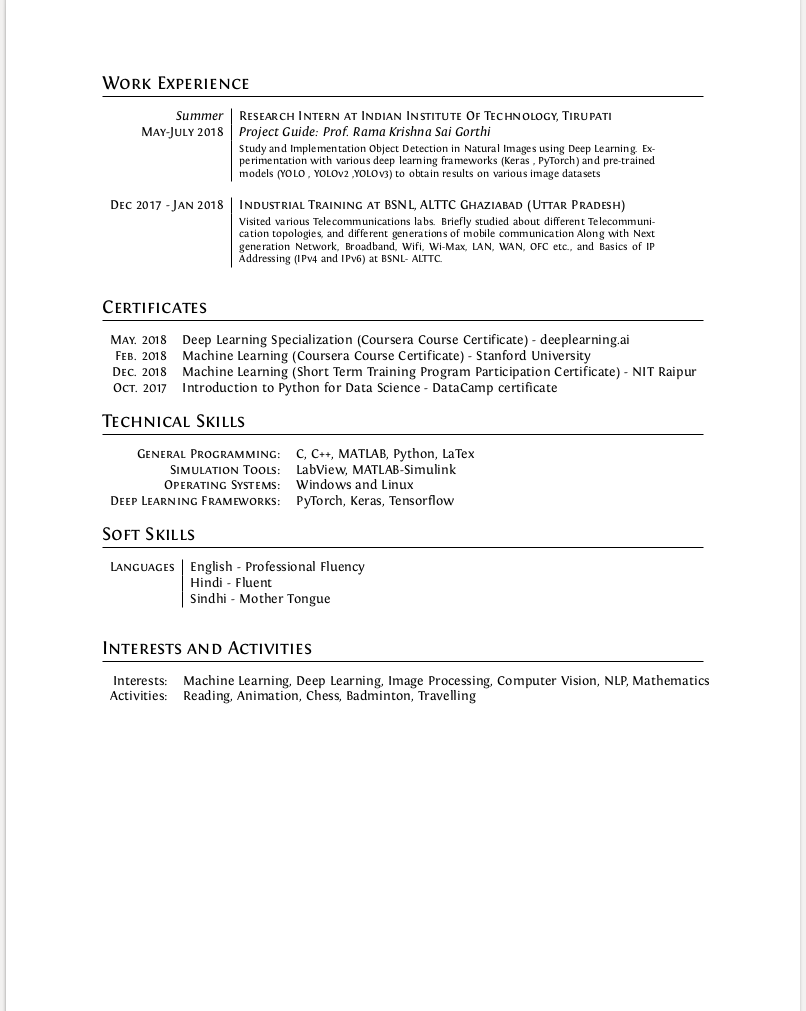 Work Experience
Summer Research Intern at Indian Institute Of Technology, Tirupati
May-July 2018 Project Guide: Prof. Rama Krishna Sai Gorthi
Study and Implementation Object Detection in Natural Images using Deep Learning. Ex-
perimentation with various deep learning frameworks (Keras , PyTorch) and pre-trained
models (YOLO , YOLOv2 ,YOLOv3) to obtain results on various image datasets
Dec 2017 - Jan 2018 Industrial Training at BSNL, ALTTC Ghaziabad (Uttar Pradesh)
Visited various Telecommunications labs. Briefly studied about different Telecommuni-
cation topologies, and different generations of mobile communication Along with Next
generation Network, Broadband, Wifi, Wi-Max, LAN, WAN, OFC etc., and Basics of IP
Addressing (IPv4 and IPv6) at BSNL- ALTTC.
Certificates
May. 2018 Deep Learning Specialization (Coursera Course Certificate) - deeplearning.ai
Feb. 2018 Machine Learning (Coursera Course Certificate) - Stanford University
Dec. 2018 Machine Learning (Short Term Training Program Participation Certificate) - NIT Raipur
Oct. 2017 Introduction to Python for Data Science - DataCamp certificate
Technical Skills
General Programming: C, C++, MATLAB, Python, LaTex
Simulation Tools: LabView, MATLAB-Simulink
Operating Systems: Windows and Linux
Deep Learning Frameworks: PyTorch, Keras, Tensorflow
Soft Skills
Languages English - Professional Fluency
Hindi - Fluent
Sindhi - Mother Tongue
Interests and Activities
Interests: Machine Learning, Deep Learning, Image Processing, Computer Vision, NLP, Mathematics
Activities: Reading, Animation, Chess, Badminton, Travelling